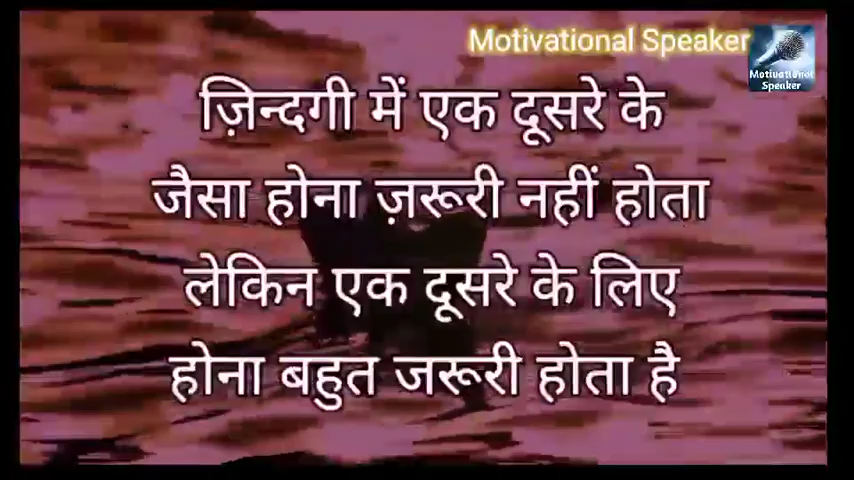 Motivational Speaker
Motivational
Speaker
ज़िन्दगी में एक दूसरे के
जैसा होना ज़रूरी नहीं होता
लेकिन एक दूसरे के लिए
होना बहुत जरूरी होता है